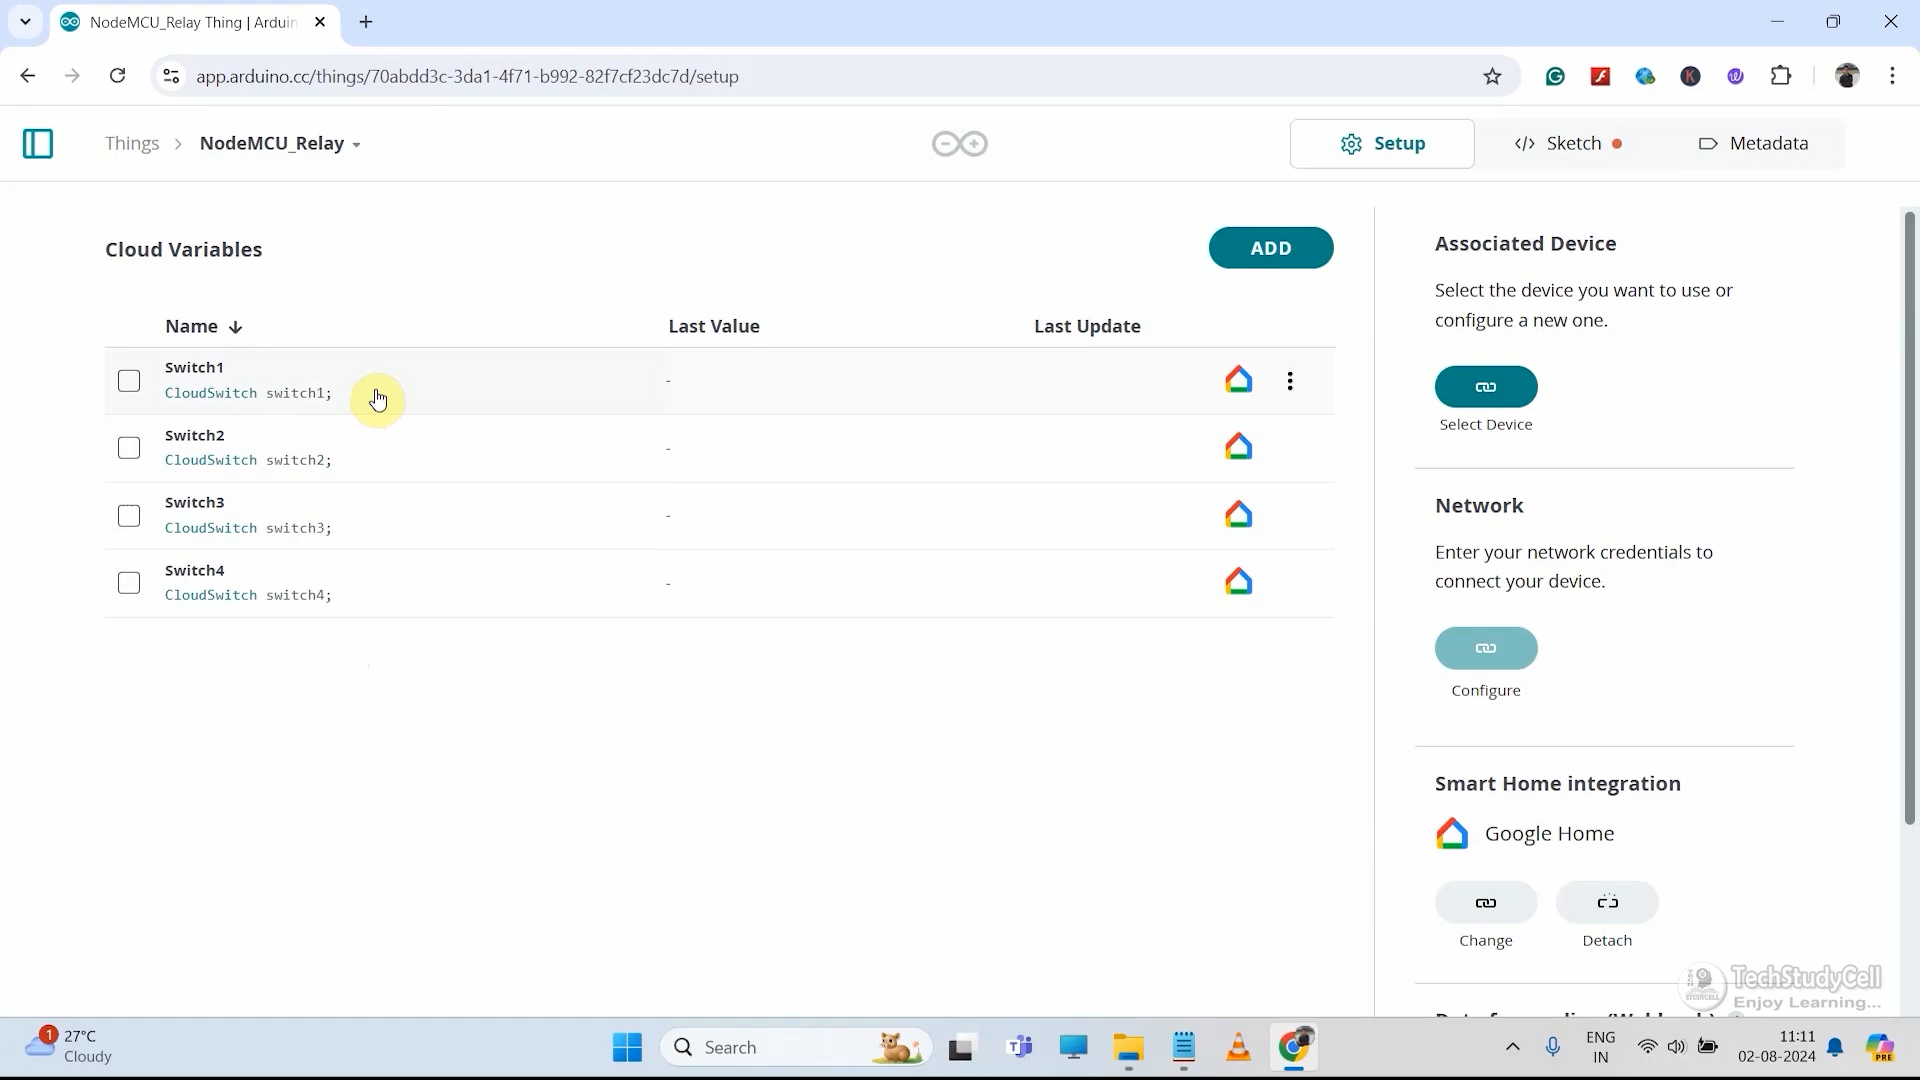 NodeMCU_Relay Thing | Arduin
app.arduino.cc/things/70abdd3c-3da1-4f71-b992-82f7cf23dc7d/setup
Things > NodeMCU_Relay
Setup
</> Sketch
Metadata
Cloud Variables
ADD
Name
Last Value
Last Update
Switch1
CloudSwitch switch1;
-
Switch2
CloudSwitch switch2;
-
Switch3
CloudSwitch switch3;
-
Switch4
CloudSwitch switch4;
-
Associated Device
Select the device you want to use or
configure a new one.
Select Device
Network
Enter your network credentials to
connect your device.
Configure
Smart Home integration
Google Home
Change
Detach
TechStudyCell
Enjoy Learning...
1
27°C
Cloudy
Search
ENG
IN
11:11
02-08-2024
PRE